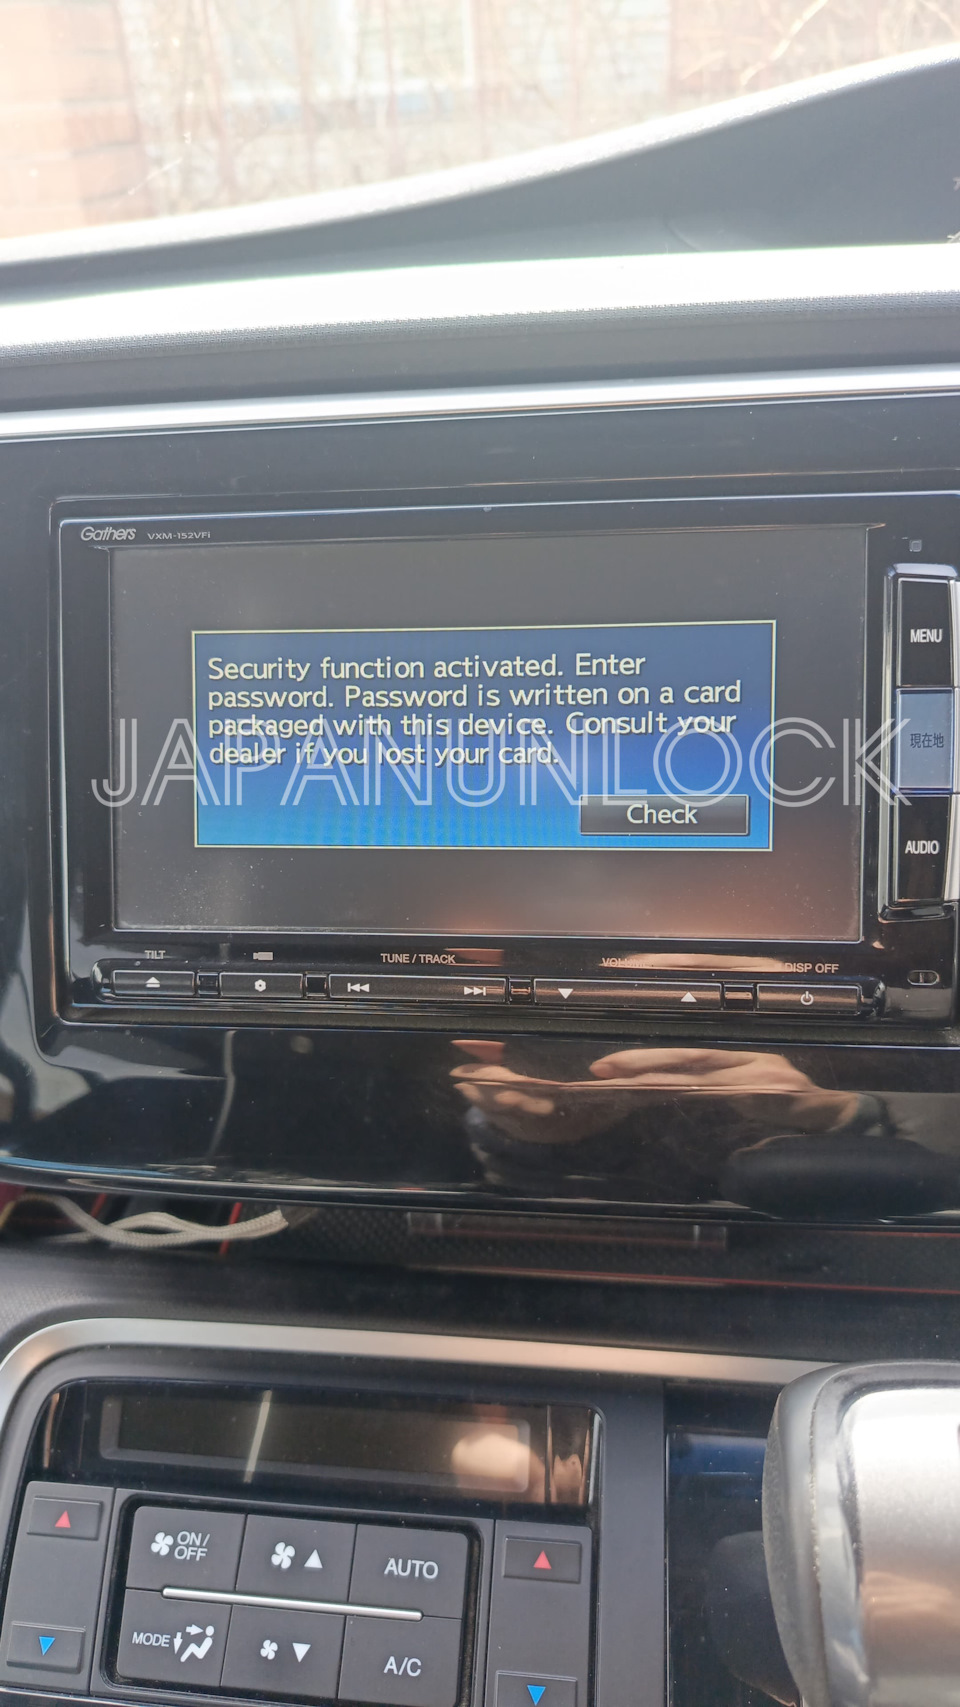 Gathers VXM-152VFi
Security function activated. Enter
password. Password is written on a card
packaged with this device. Consult your
dealer if you lost your card.
Check
JAPANUNLOCK
MENU
現在地
AUDIO
TILT
TUNE / TRACK
VOLUME
DISP OFF
ON/
OFF
AUTO
MODE
A/C